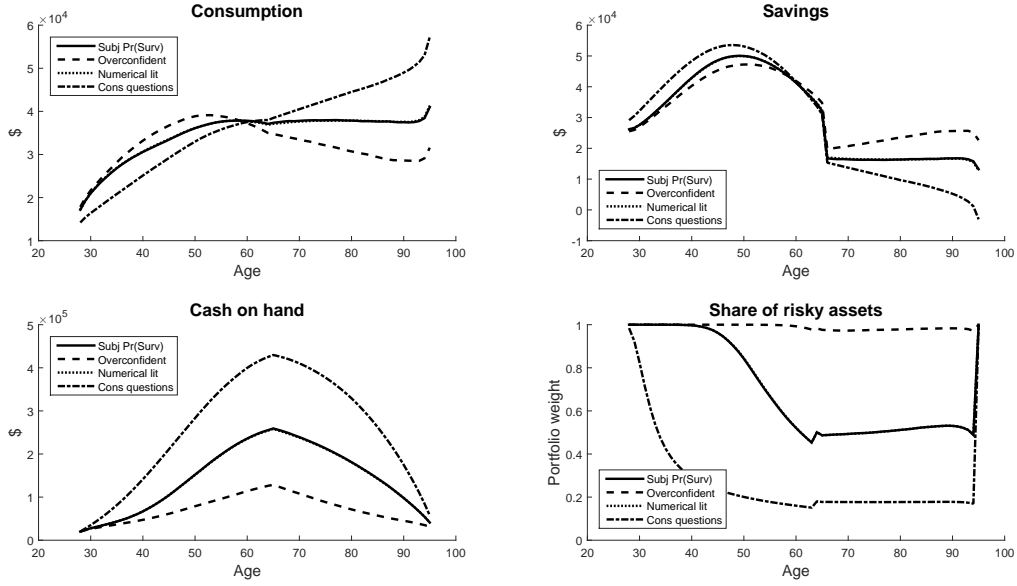 Consumption
×10^4
6
5
4
3
2
1
$
20 30 40 50 60 70 80 90 100
Age
Subj Pr(Surv)
Overconfident
Numerical lit
Cons questions
Savings
×10^4
6
5
4
3
2
1
0
-1
$
20 30 40 50 60 70 80 90 100
Age
Subj Pr(Surv)
Overconfident
Numerical lit
Cons questions
Cash on hand
×10^5
5
4
3
2
1
0
$
20 30 40 50 60 70 80 90 100
Age
Subj Pr(Surv)
Overconfident
Numerical lit
Cons questions
Share of risky assets
1
0.8
0.6
0.4
0.2
0
Portfolio weight
20 30 40 50 60 70 80 90 100
Age
Subj Pr(Surv)
Overconfident
Numerical lit
Cons questions